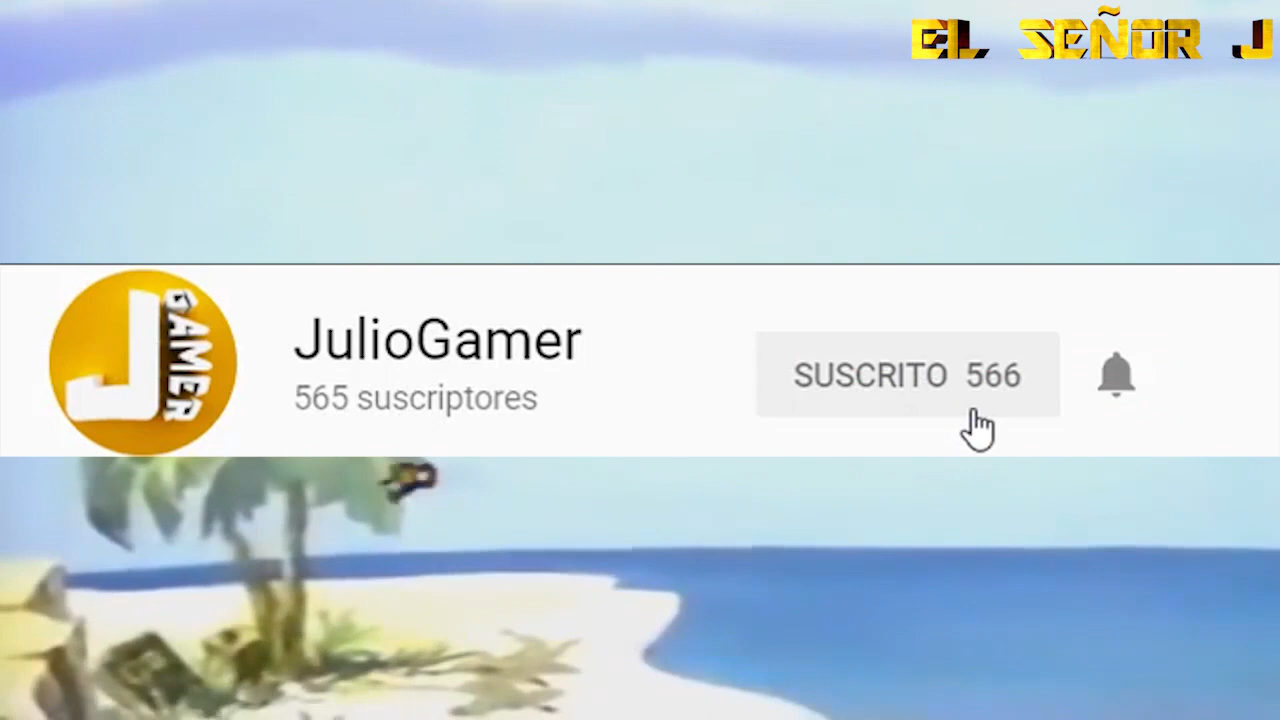 EL SEÑOR J
J GAMER
JulioGamer
565 suscriptores
SUSCRITO 566